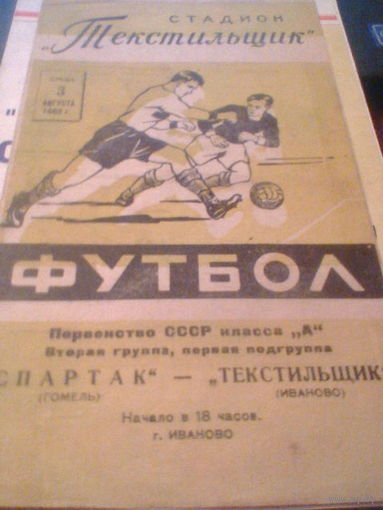 СТАДИОН
„Текстильщик"
СРЕДА
3
АВГУСТА
ФУТБОЛ
Первенство СССР класса „А"
Вторая группа, первая подгруппа
СПАРТАК" — „ТЕКСТИЛЬЩИК"
(ГОМЕЛЬ) (ИВАНОВО)
Начало в 18 часов.
г. ИВАНОВО